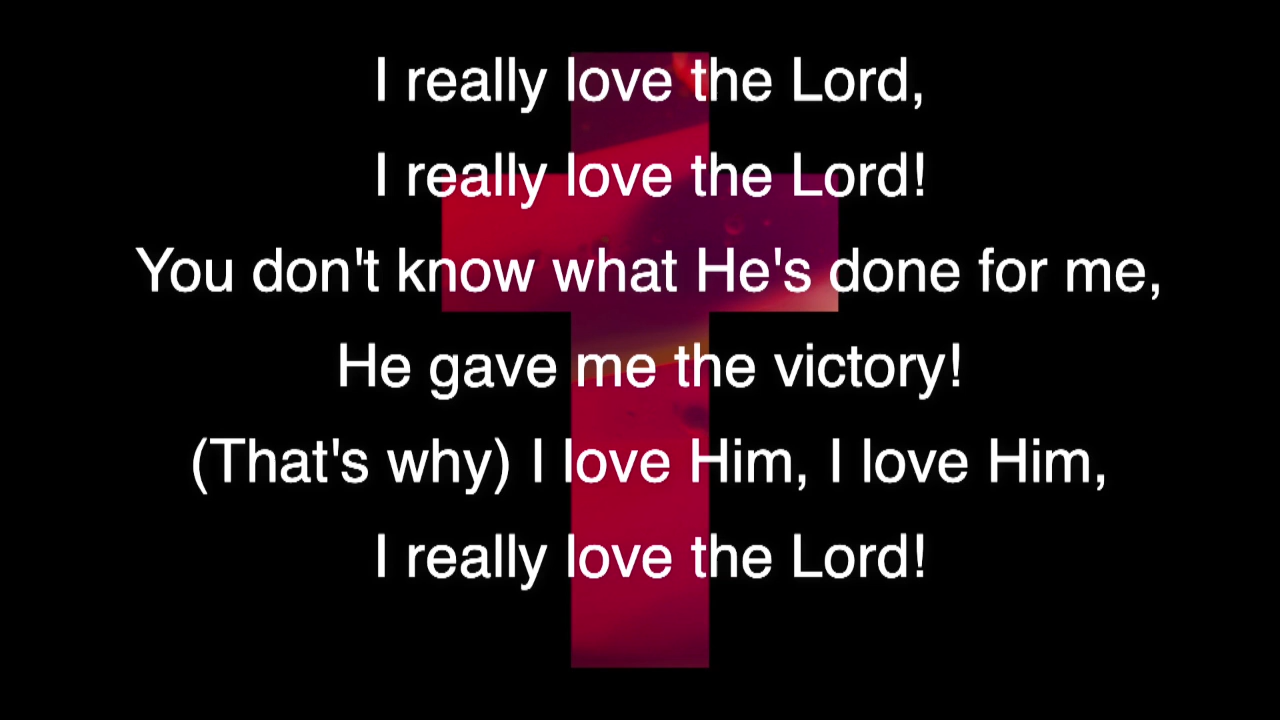 I really love the Lord,
I really love the Lord!
You don't know what He's done for me,
He gave me the victory!
(That's why) I love Him, I love Him,
I really love the Lord!